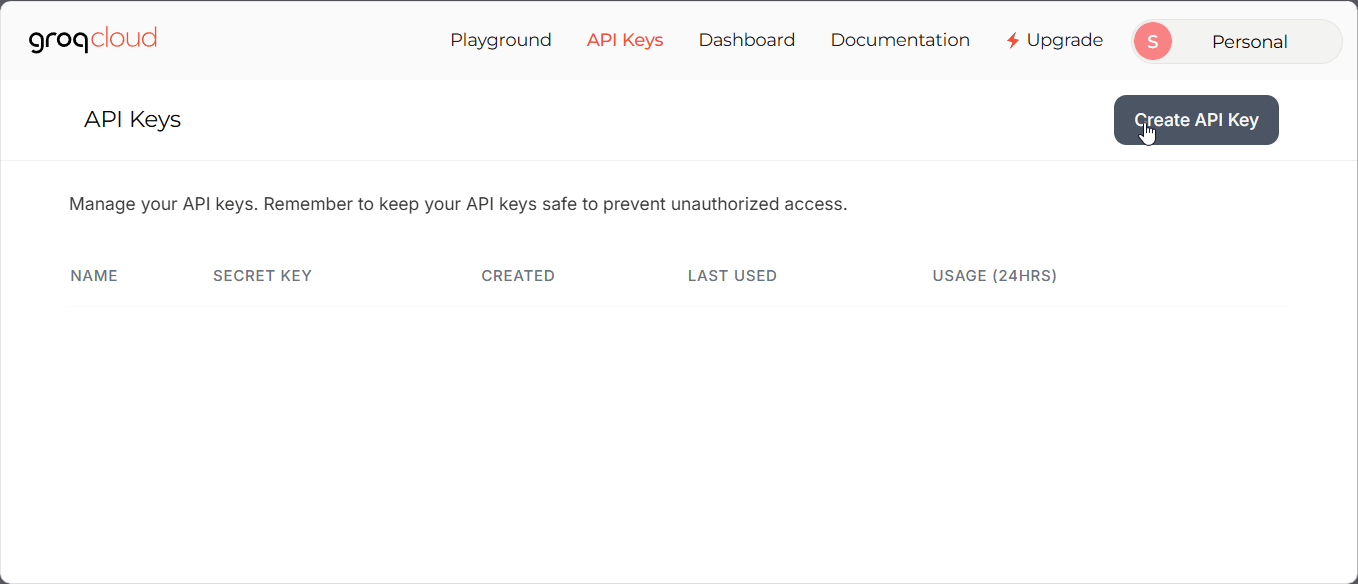 groqcloud Playground API Keys Dashboard Documentation Upgrade S Personal
API Keys Create API Key
Manage your API keys. Remember to keep your API keys safe to prevent unauthorized access.
NAME SECRET KEY CREATED LAST USED USAGE (24HRS)